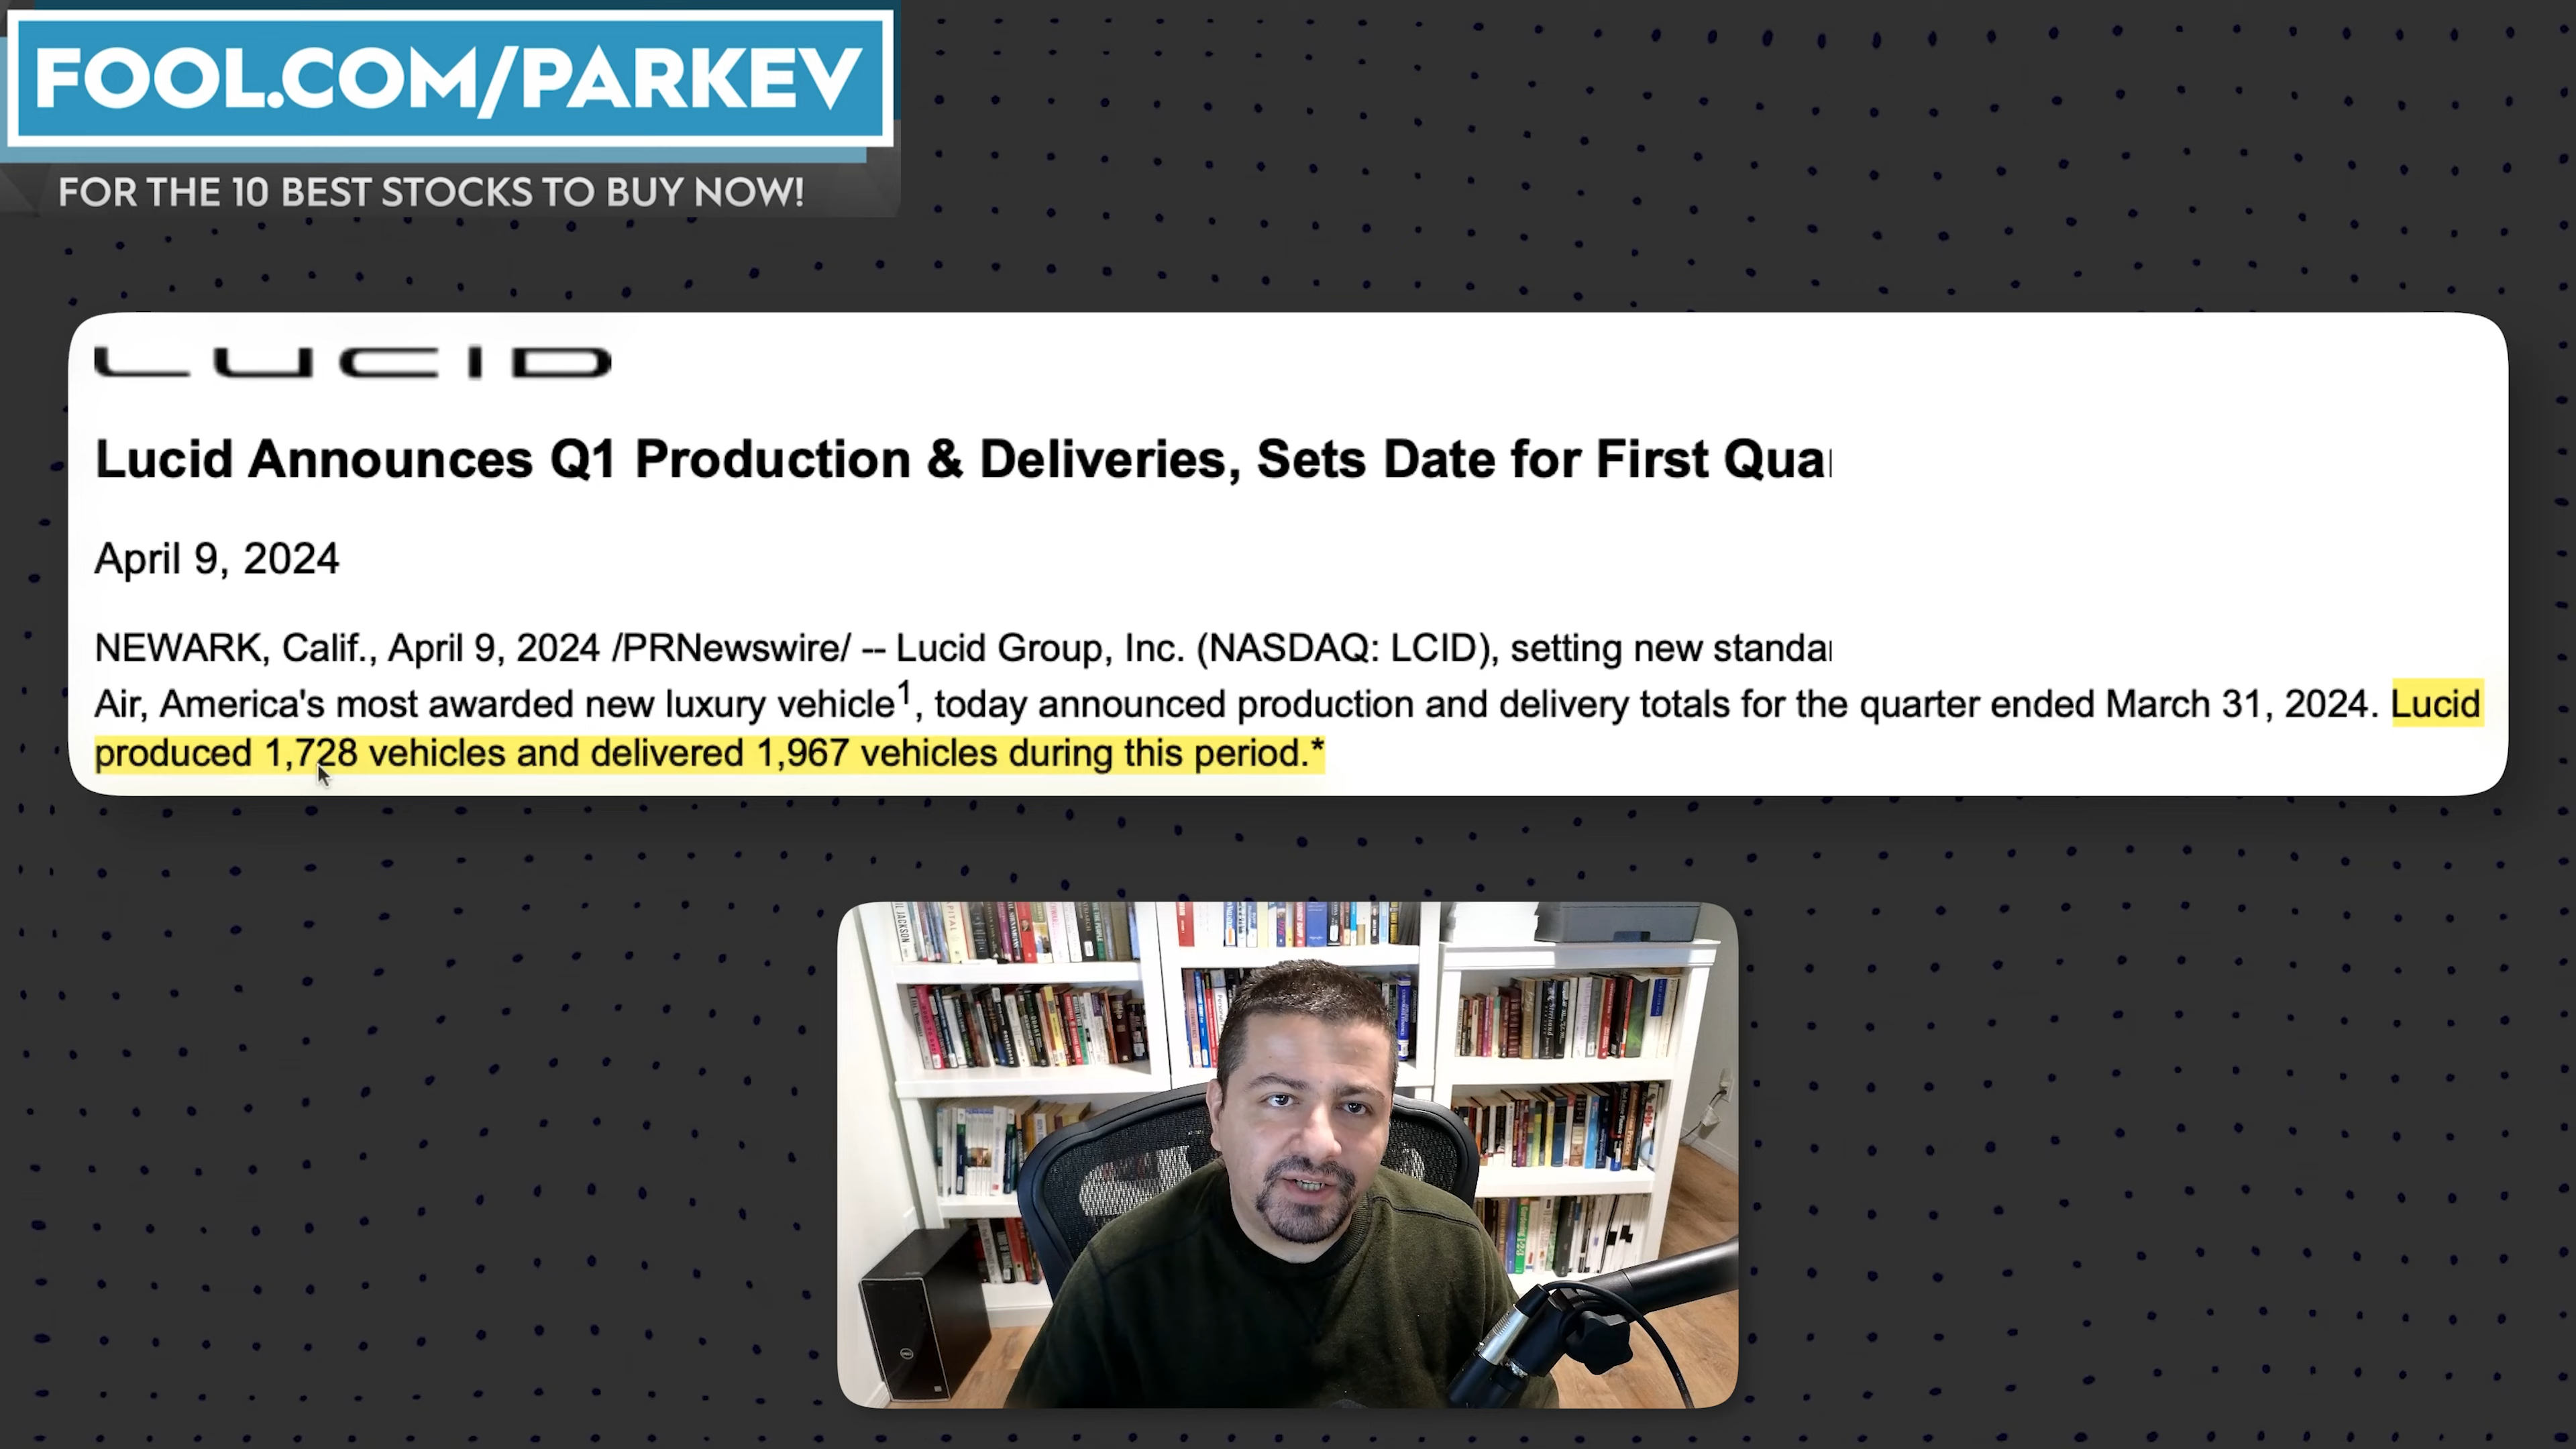 FOOL.COM/PARKEV
FOR THE 10 BEST STOCKS TO BUY NOW!
LUCID
Lucid Announces Q1 Production & Deliveries, Sets Date for First Qua
April 9, 2024
NEWARK, Calif., April 9, 2024 /PRNewswire/ -- Lucid Group, Inc. (NASDAQ: LCID), setting new standa
Air, America's most awarded new luxury vehicle1, today announced production and delivery totals for the quarter ended March 31, 2024. Lucid
produced 1,728 vehicles and delivered 1,967 vehicles during this period.*
JACKSON
CAPITAL
DELL